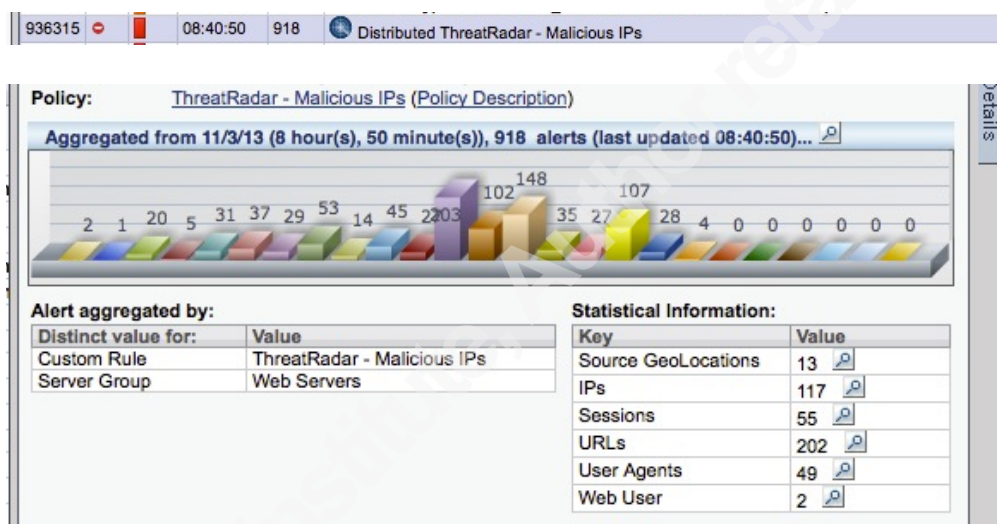 936315 08:40:50 918 Distributed ThreatRadar - Malicious IPs
Policy: ThreatRadar - Malicious IPs (Policy Description)
Aggregated from 11/3/13 (8 hour(s), 50 minute(s)), 918 alerts (last updated 08:40:50)...
2 1 20 5 31 37 29 53 14 45 203 102 148 35 27 107 28 4 0 0 0 0 0 0
Alert aggregated by:
Distinct value for: Value
Custom Rule ThreatRadar - Malicious IPs
Server Group Web Servers
Statistical Information:
Key Value
Source GeoLocations 13
IPs 117
Sessions 55
URLs 202
User Agents 49
Web User 2